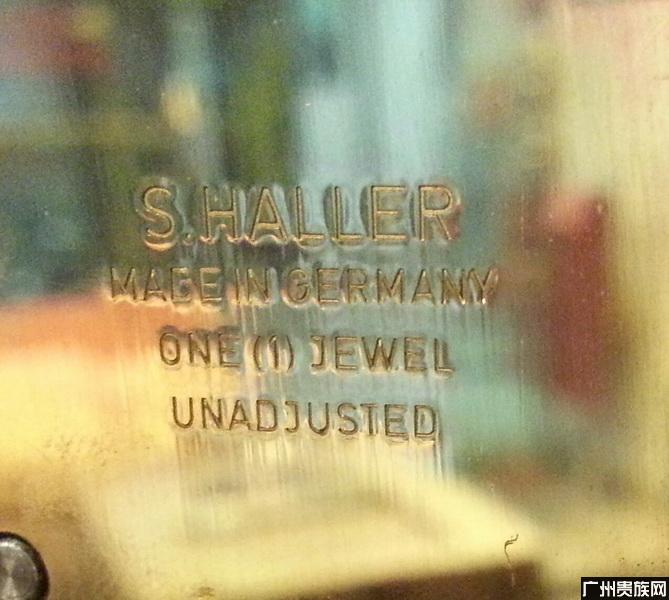 S. HALLER
MADE IN GERMANY
ONE (1) JEWEL
UNADJUSTED
广州贵族网